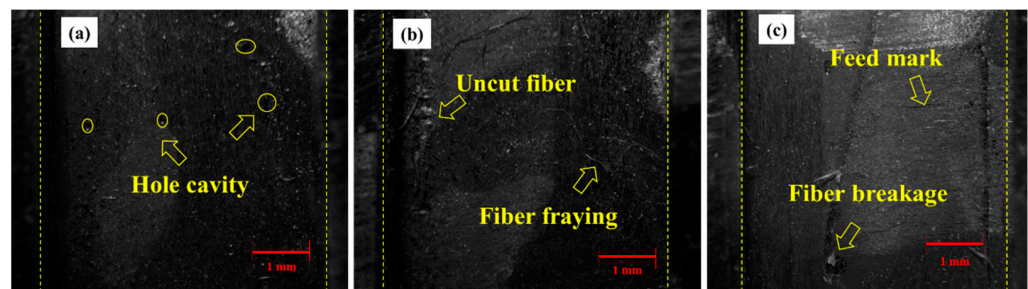 (a)
Hole cavity
1 mm
(b)
Uncut fiber
Fiber fraying
1 mm
(c)
Feed mark
Fiber breakage
1 mm